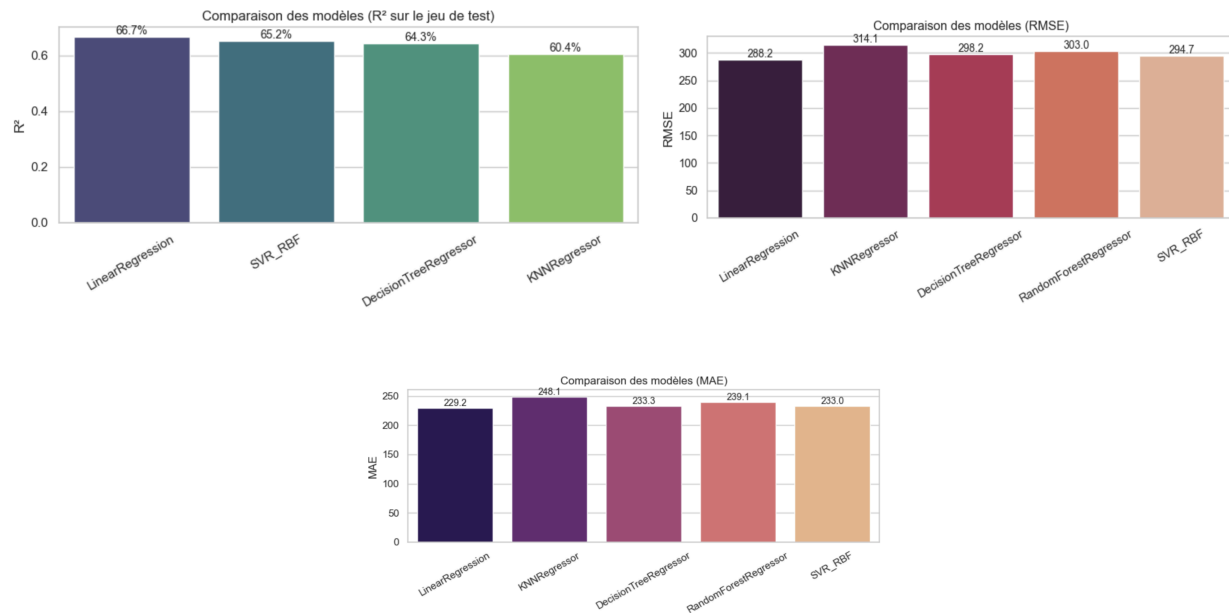 Comparaison des modèles (R² sur le jeu de test)
66.7%
65.2%
64.3%
60.4%
0.6
0.4
0.2
0.0
R²
LinearRegression
SVR_RBF
DecisionTreeRegressor
KNNRegressor
Comparaison des modèles (RMSE)
288.2
314.1
298.2
303.0
294.7
300
250
200
150
100
50
0
RMSE
LinearRegression
KNNRegressor
DecisionTreeRegressor
RandomForestRegressor
SVR_RBF
Comparaison des modèles (MAE)
229.2
248.1
233.3
239.1
233.0
250
200
150
100
50
0
MAE
LinearRegression
KNNRegressor
DecisionTreeRegressor
RandomForestRegressor
SVR_RBF